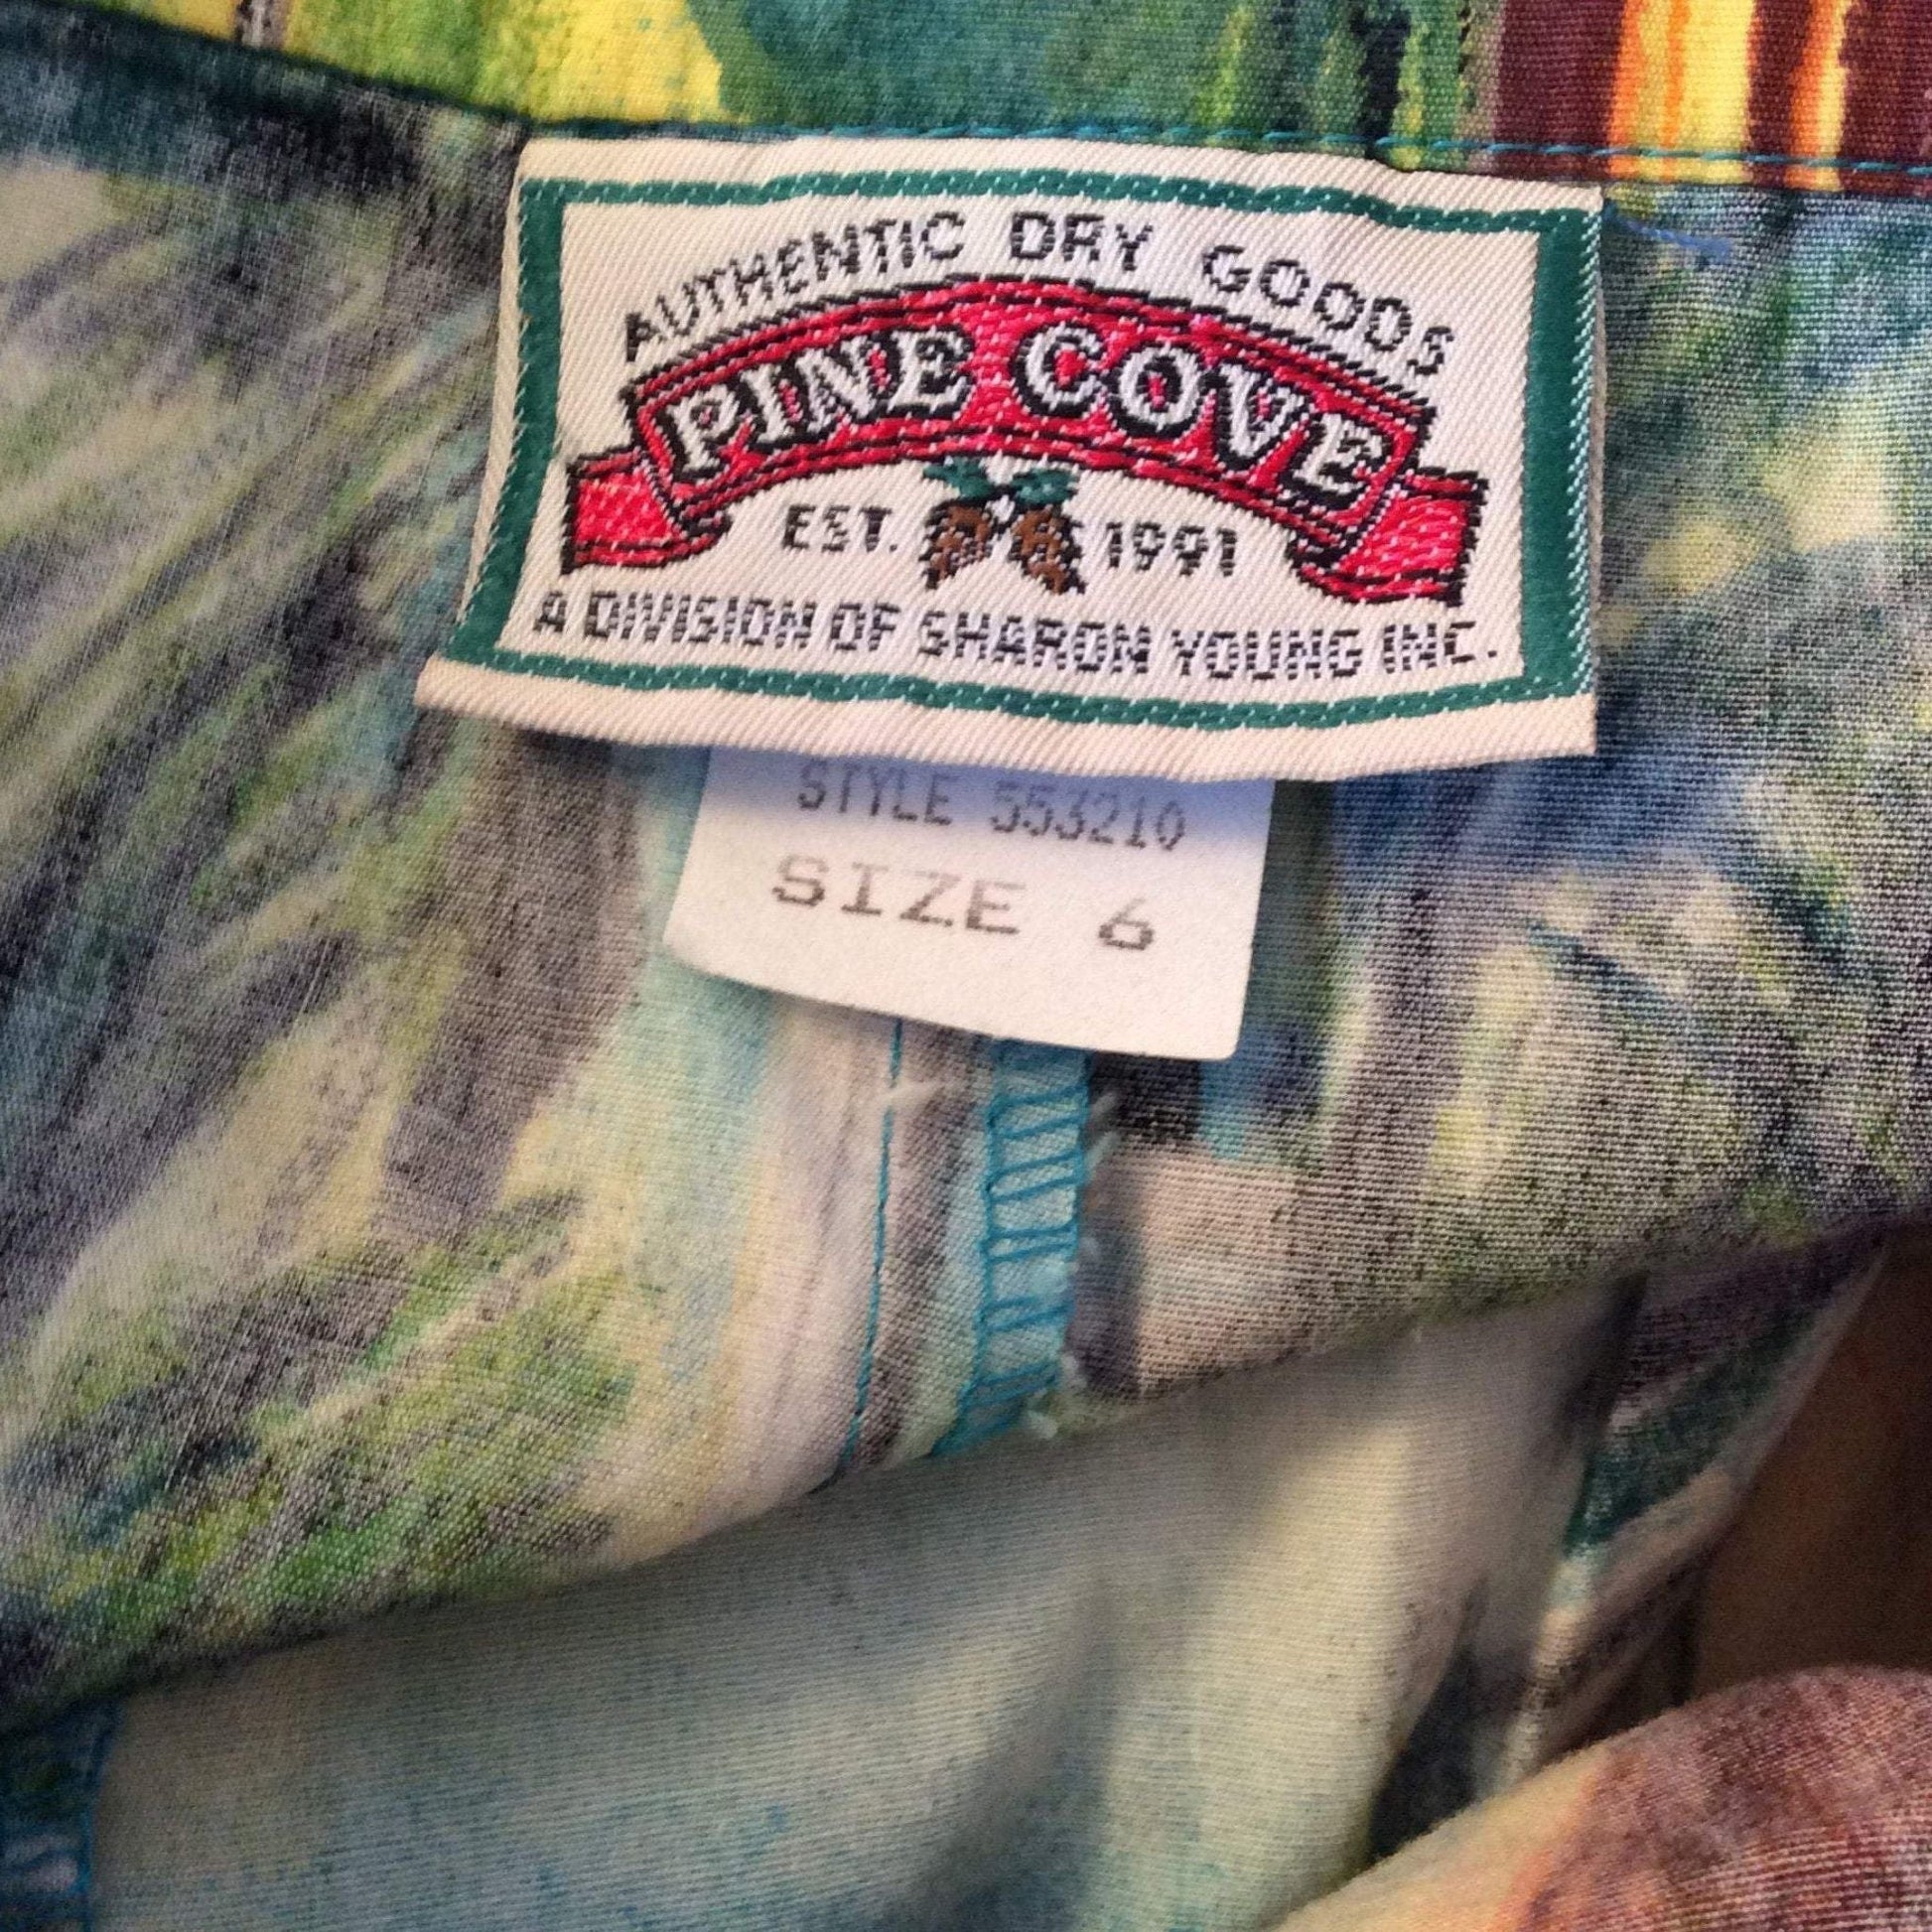 AUTHENTIC DRY GOODS
PINE COVE
EST. 1991
A DIVISION OF SHARON YOUNG INC.
STYLE 553210
SIZE 6